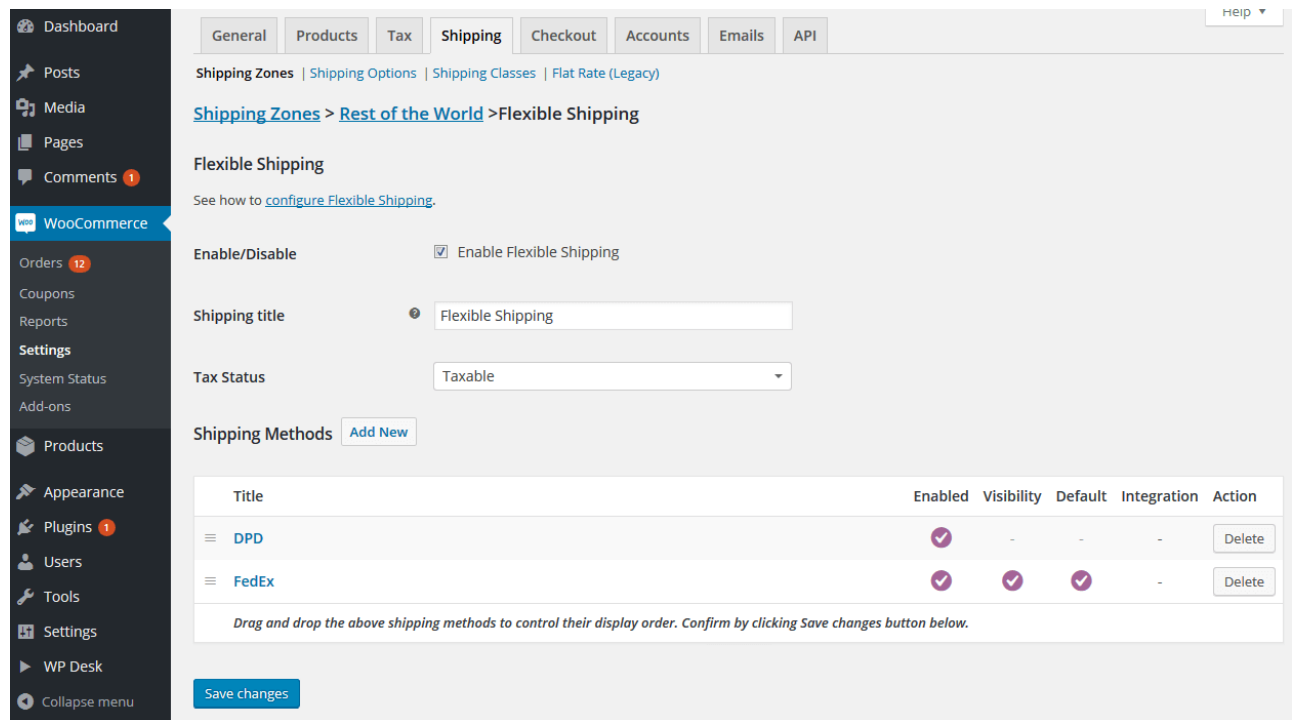 Dashboard
Posts
Media
Pages
Comments 1
woo WooCommerce
Orders 12
Coupons
Reports
Settings
System Status
Add-ons
Products
Appearance
Plugins 1
Users
Tools
Settings
WP Desk
Collapse menu
Help
General Products Tax Shipping Checkout Accounts Emails API
Shipping Zones | Shipping Options | Shipping Classes | Flat Rate (Legacy)
Shipping Zones > Rest of the World >Flexible Shipping
Flexible Shipping
See how to configure Flexible Shipping.
Enable/Disable Enable Flexible Shipping
Shipping title ? Flexible Shipping
Tax Status Taxable
Shipping Methods Add New
Title Enabled Visibility Default Integration Action
DPD - - - Delete
FedEx - Delete
Drag and drop the above shipping methods to control their display order. Confirm by clicking Save changes button below.
Save changes